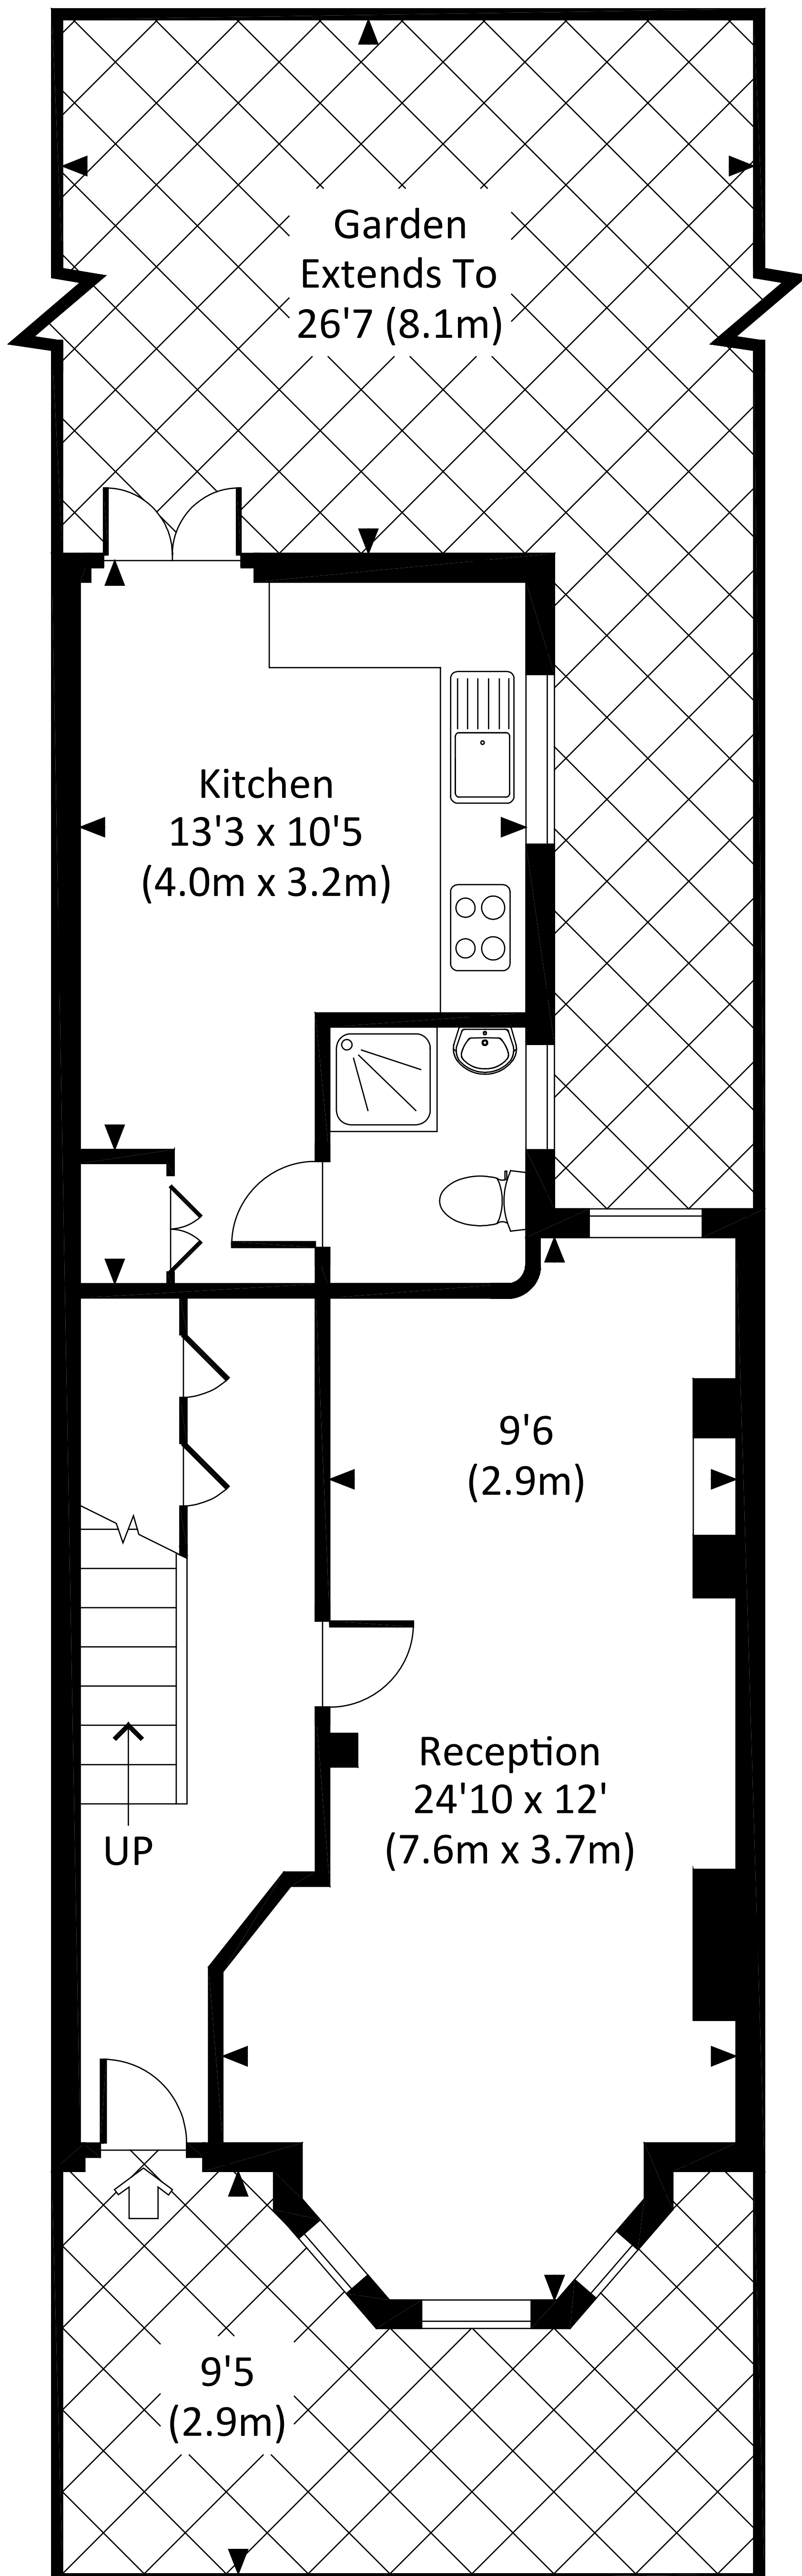 Garden
Extends To
26'7 (8.1m)
Kitchen
13'3 x 10'5
(4.0m x 3.2m)
9'6
(2.9m)
Reception
24'10 x 12'
(7.6m x 3.7m)
UP
9'5
(2.9m)